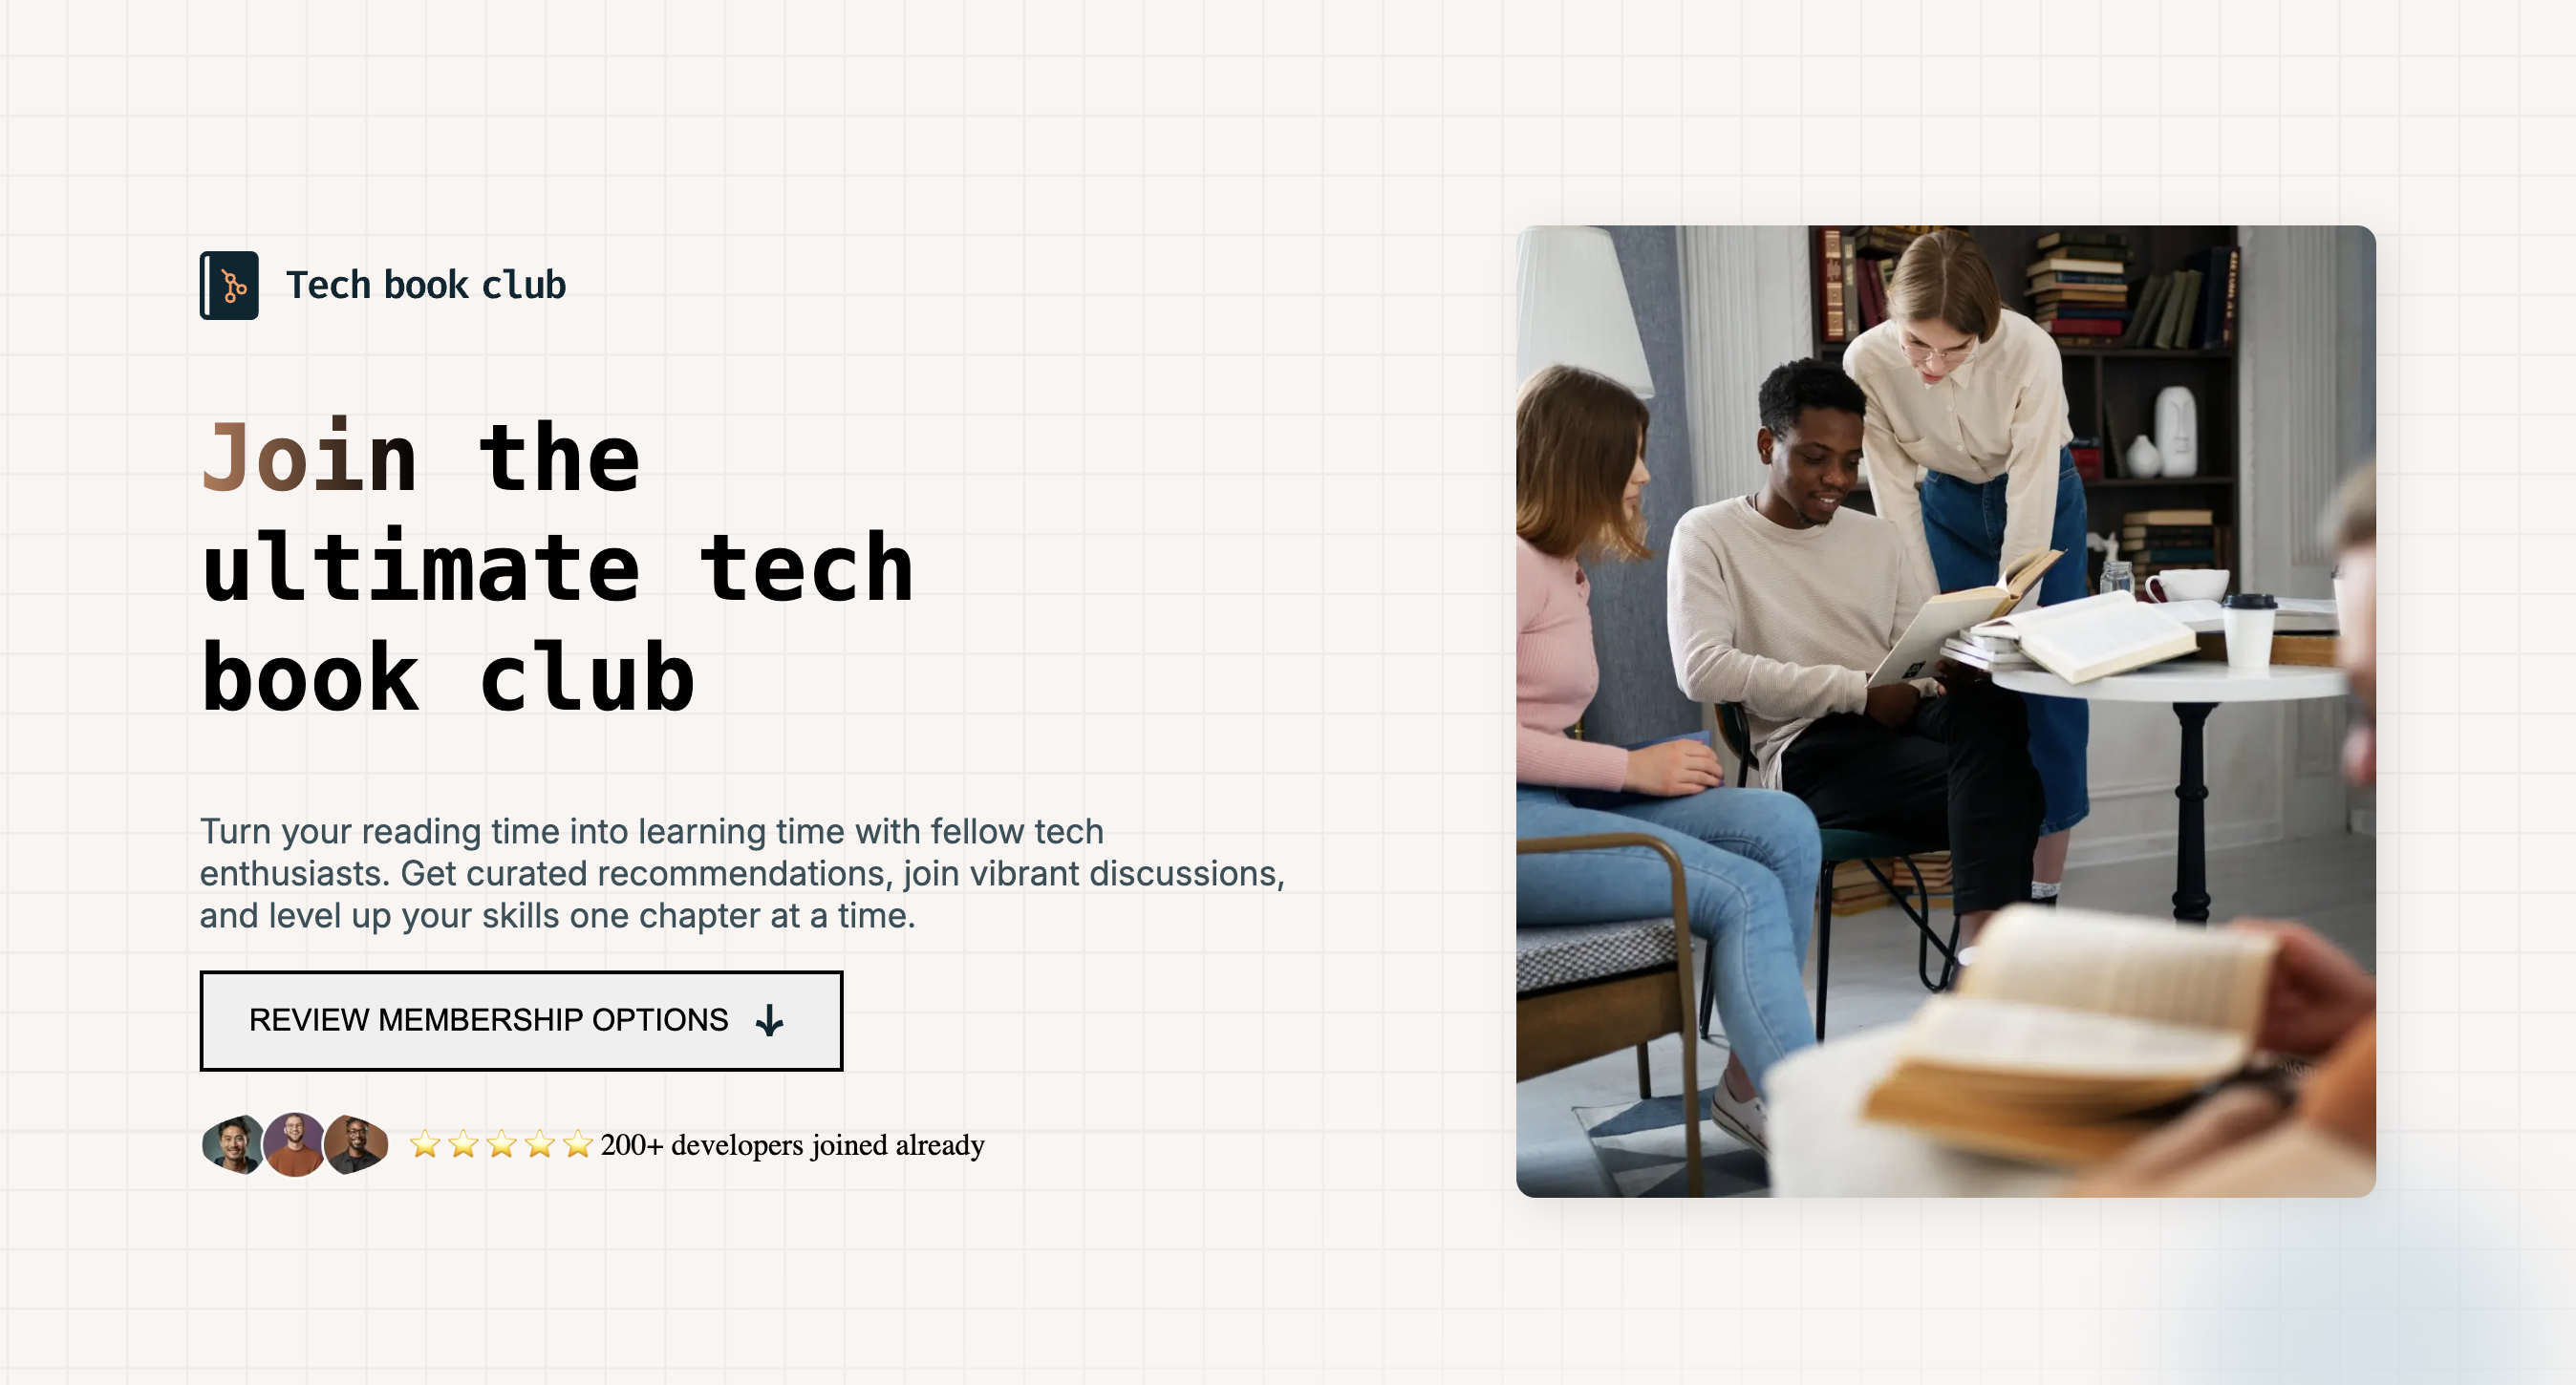 Tech book club
Join the
ultimate tech
book club
Turn your reading time into learning time with fellow tech
enthusiasts. Get curated recommendations, join vibrant discussions,
and level up your skills one chapter at a time.
REVIEW MEMBERSHIP OPTIONS ↓
⭐⭐⭐⭐⭐ 200+ developers joined already